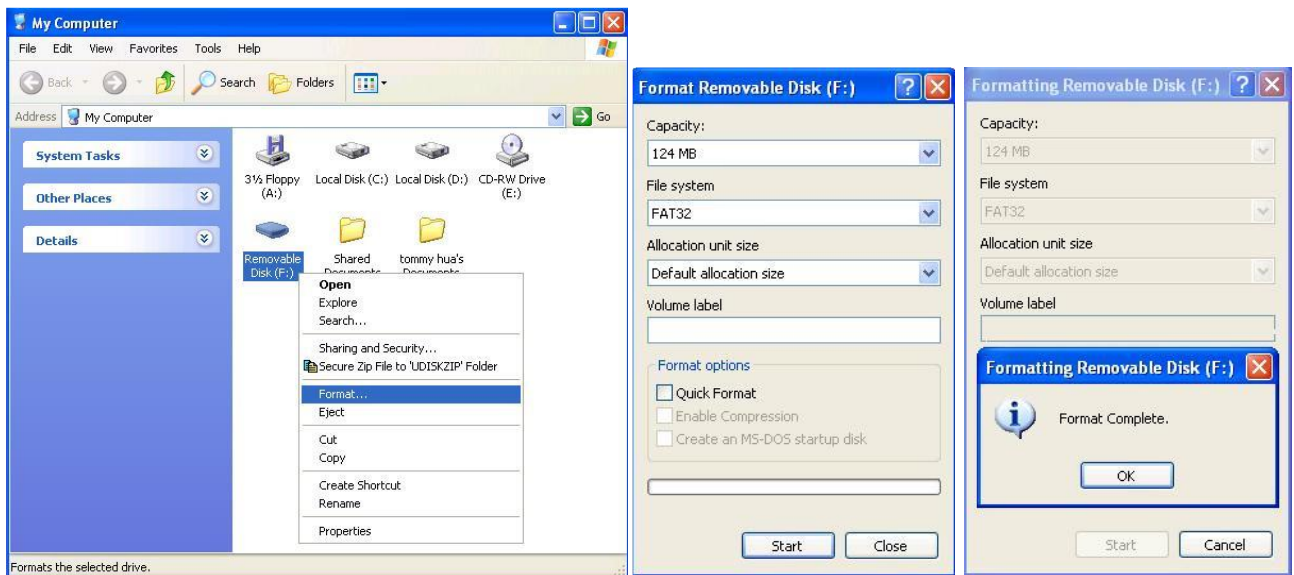 My Computer
File Edit View Favorites Tools Help
Back Search Folders
Address My Computer Go
System Tasks
Other Places
Details
3½ Floppy (A:)
Local Disk (C:)
Local Disk (D:)
CD-RW Drive (E:)
Removable Disk (F:)
Shared Documents
tommy hua's Documents
Open
Explore
Search...
Sharing and Security...
Secure Zip File to 'UDISKZIP' Folder
Format...
Eject
Cut
Copy
Create Shortcut
Rename
Properties
Formats the selected drive.
Format Removable Disk (F:)
Capacity:
124 MB
File system
FAT32
Allocation unit size
Default allocation size
Volume label
Format options
Quick Format
Enable Compression
Create an MS-DOS startup disk
Start Close
Formatting Removable Disk (F:)
Capacity:
124 MB
File system
FAT32
Allocation unit size
Default allocation size
Volume label
Formatting Removable Disk (F:)
Format Complete.
OK
Start Cancel